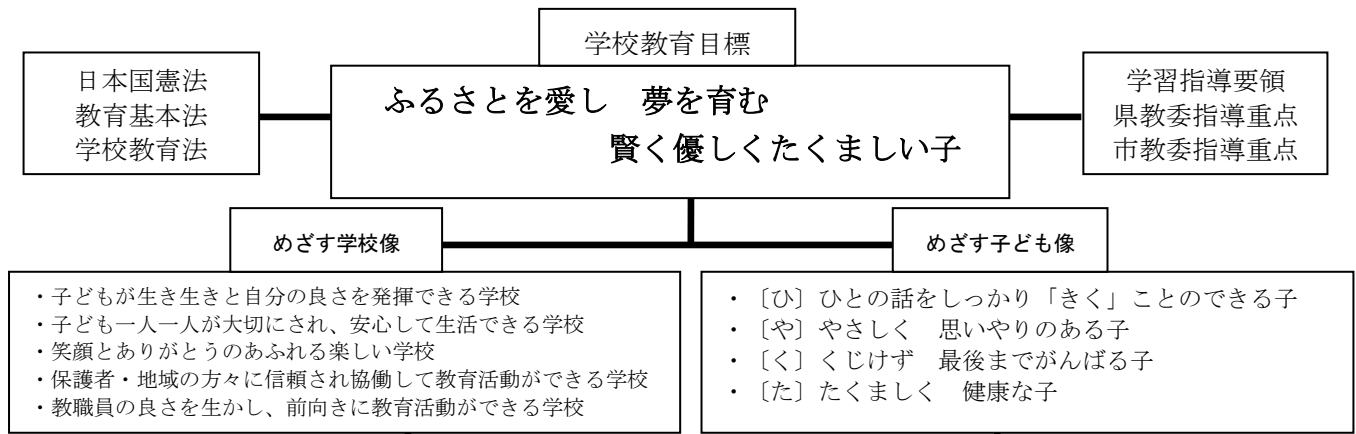 学校教育目標
日本国憲法
教育基本法
学校教育法
ふるさとを愛し　夢を育む
賢く優しくたくましい子
学習指導要領
県教委指導重点
市教委指導重点
めざす学校像
・子どもが生き生きと自分の良さを発揮できる学校
・子ども一人一人が大切にされ、安心して生活できる学校
・笑顔とありがとうのあふれる楽しい学校
・保護者・地域の方々に信頼され協働して教育活動ができる学校
・教職員の良さを生かし、前向きに教育活動ができる学校
めざす子ども像
・〔ひ〕ひとの話をしっかり「きく」ことのできる子
・〔や〕やさしく　思いやりのある子
・〔く〕くじけず　最後までがんばる子
・〔た〕たくましく　健康な子